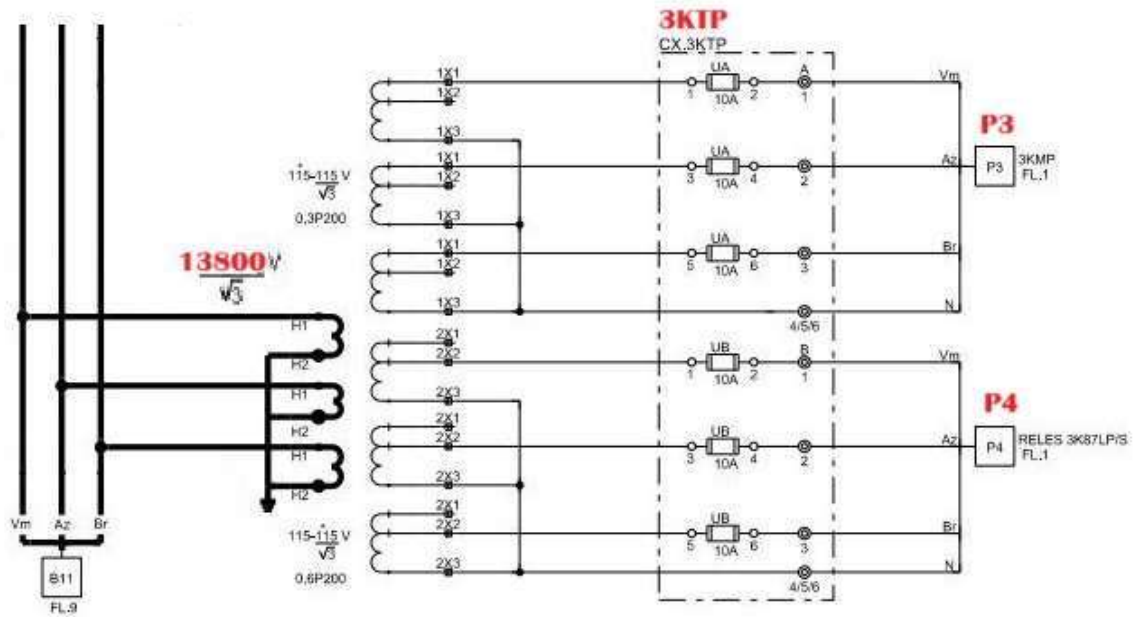 3KTP
CX.3KTP
1X1
1X2
1X3
UA
10A
1
2
A
1
Vm
1X1
1X2
1X3
115-115 V
√3
0,3P200
UA
10A
3
4
2
Az
P3
P3
3KMP
FL.1
1X1
1X2
1X3
UA
10A
5
6
3
4/5/6
Br
N
13800 V
√3
H1
H2
H1
H2
H1
H2
2X1
2X2
2X3
UB
10A
1
2
B
1
Vm
2X1
2X2
2X3
UB
10A
3
4
2
Az
P4
P4
RELES 3K87LP/S
FL.1
2X1
2X2
2X3
115-115 V
√3
0,6P200
UB
10A
5
6
3
4/5/6
Br
N
Vm Az Br
B11
FL.9